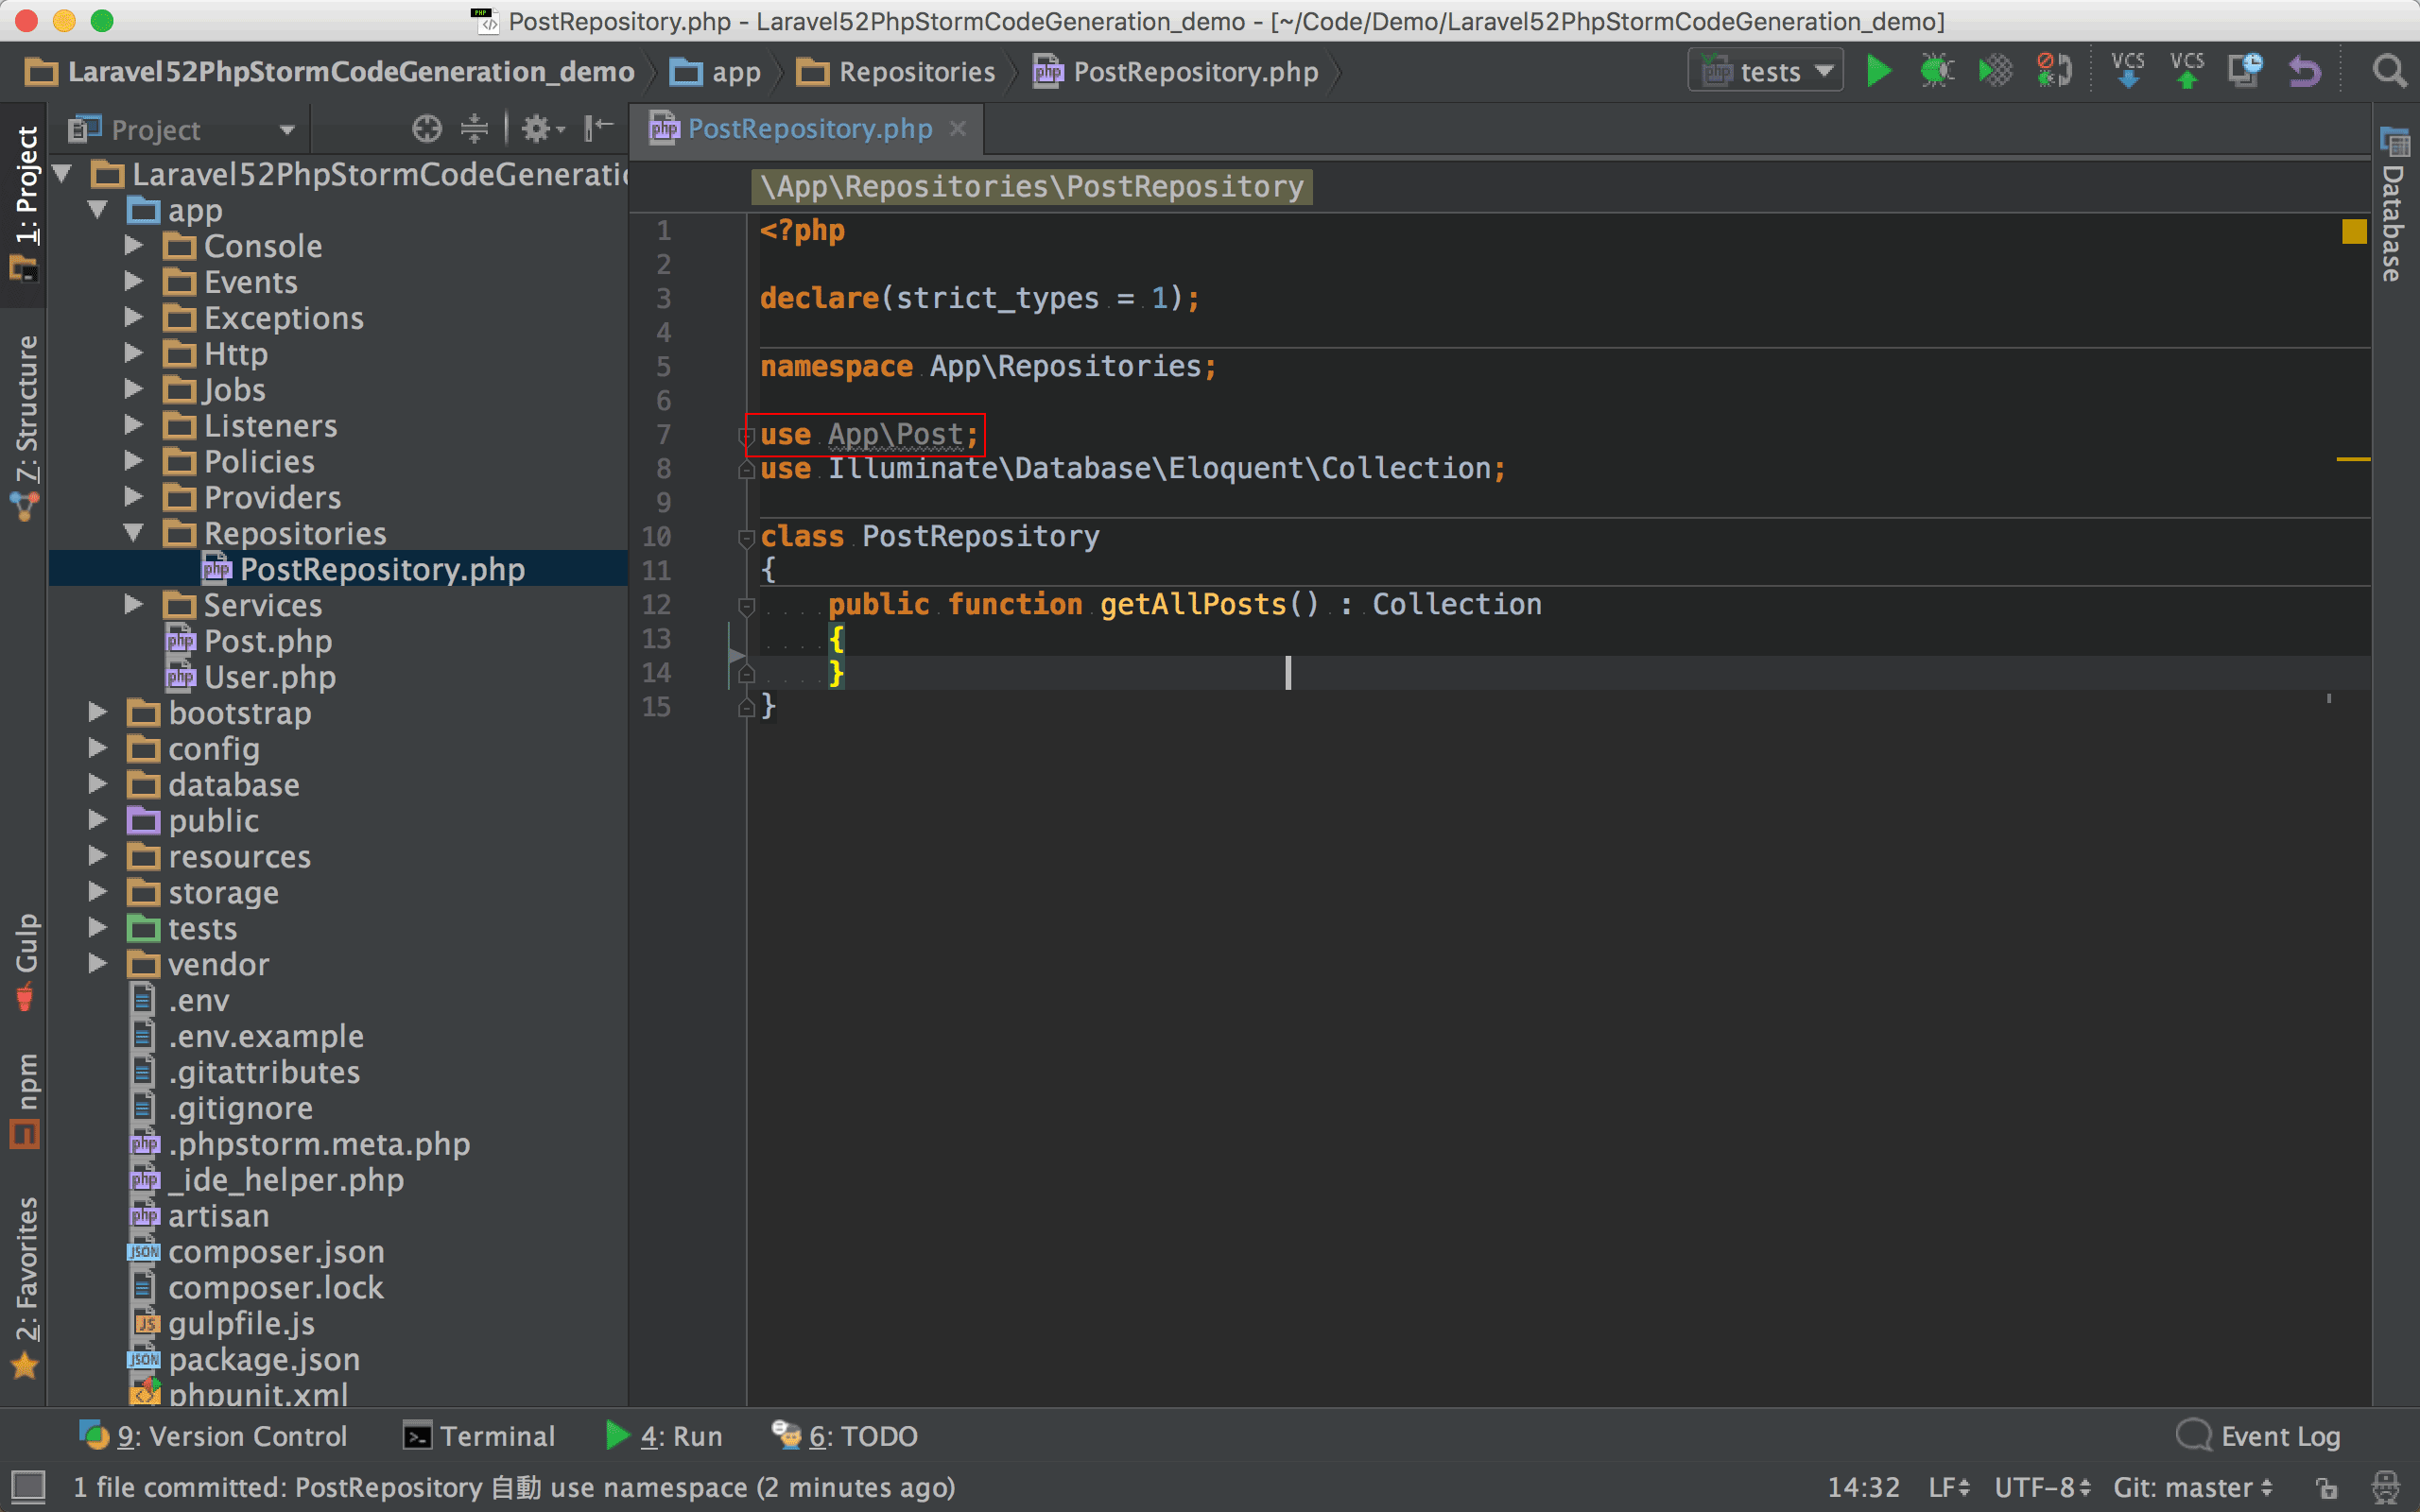 PostRepository.php - Laravel52PhpStormCodeGeneration_demo - [~/Code/Demo/Laravel52PhpStormCodeGeneration_demo]
Laravel52PhpStormCodeGeneration_demo app Repositories PostRepository.php tests VCS VCS
1: Project
Z: Structure
Gulp
npm
2: Favorites
Project
Laravel52PhpStormCodeGeneratio
app
Console
Events
Exceptions
Http
Jobs
Listeners
Policies
Providers
Repositories
PostRepository.php
Services
Post.php
User.php
bootstrap
config
database
public
resources
storage
tests
vendor
.env
.env.example
.gitattributes
.gitignore
.phpstorm.meta.php
_ide_helper.php
artisan
composer.json
composer.lock
gulpfile.js
package.json
phpunit.xml
PostRepository.php
\App\Repositories\PostRepository
1 <?php
2
3 declare(strict_types = 1);
4
5 namespace App\Repositories;
6
7 use App\Post;
8 use Illuminate\Database\Eloquent\Collection;
9
10 class PostRepository
11 {
12 public function getAllPosts() : Collection
13 {
14 }
15 }
Database
9: Version Control Terminal 4: Run 6: TODO Event Log
1 file committed: PostRepository 自動 use namespace (2 minutes ago) 14:32 LF UTF-8 Git: master